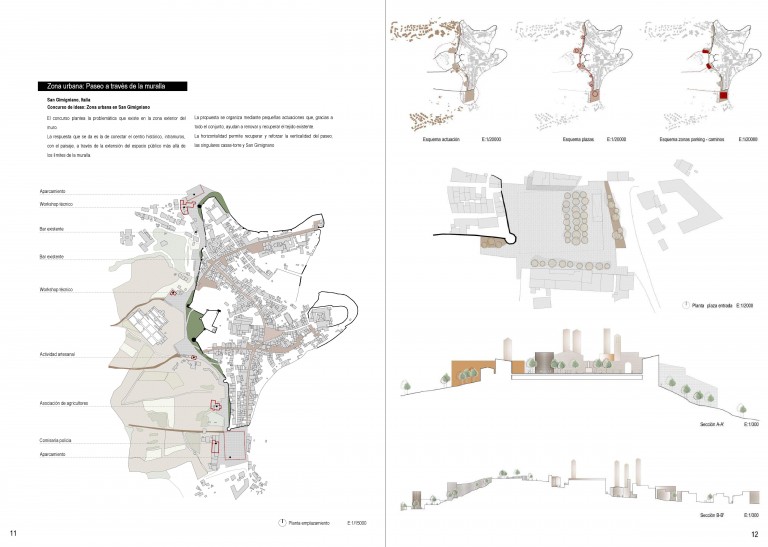 Zona urbana: Paseo a través de la muralla
San Gimigniano, Italia
Concurso de ideas: Zona urbana en San Gimigniano
El concurso plantea la problemática que existe en la zona exterior del
muro.
La respuesta que se da es la de conectar el centro histórico, intramuros,
con el paisaje, a través de la extensión del espacio público más allá de
los límites de la muralla.
La propuesta se organiza mediante pequeñas actuaciones que, gracias a
todo el conjunto, ayudan a renovar y recuperar el tejido existente.
La horizontalidad permite recuperar y reforzar la verticalidad del paseo;
las singulares casas-torre y San Gimignano.
Aparcamiento
Workshop técnico
Bar existente
Bar existente
Workshop técnico
Actividad artesanal
Asociación de agricultores
Comisaría policía
Aparcamiento
Planta emplazamiento E:1/15000
11
Esquema actuación E:1/20000
Esquema plazas E:1/20000
Esquema zonas parking - caminos E:1/20000
Planta plaza entrada E:1/2000
Sección A-A' E:1/300
Sección B-B' E:1/300
12